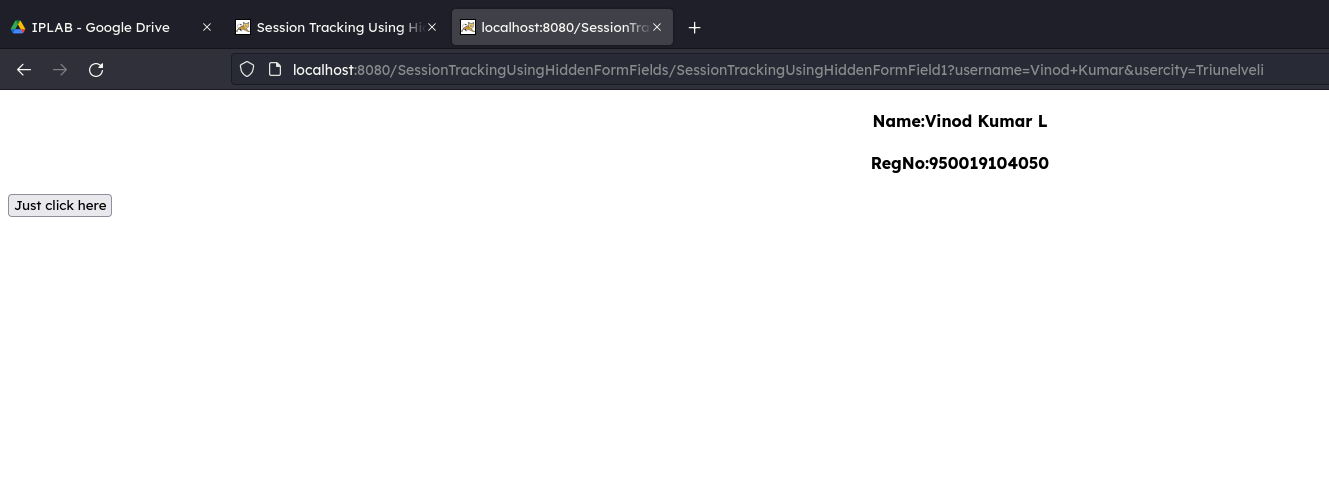 IPLAB - Google Drive
Session Tracking Using Hi
localhost:8080/SessionTra
localhost:8080/SessionTrackingUsingHiddenFormFields/SessionTrackingUsingHiddenFormField1?username=Vinod+Kumar&usercity=Triunelveli
Name:Vinod Kumar L
RegNo:950019104050
Just click here